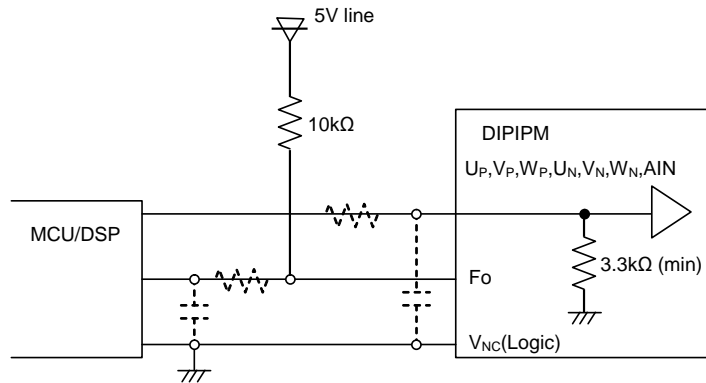 5V line
10kΩ
DIPIPM
UP,VP,WP,UN,VN,WN,AIN
MCU/DSP
3.3kΩ (min)
Fo
VNC(Logic)